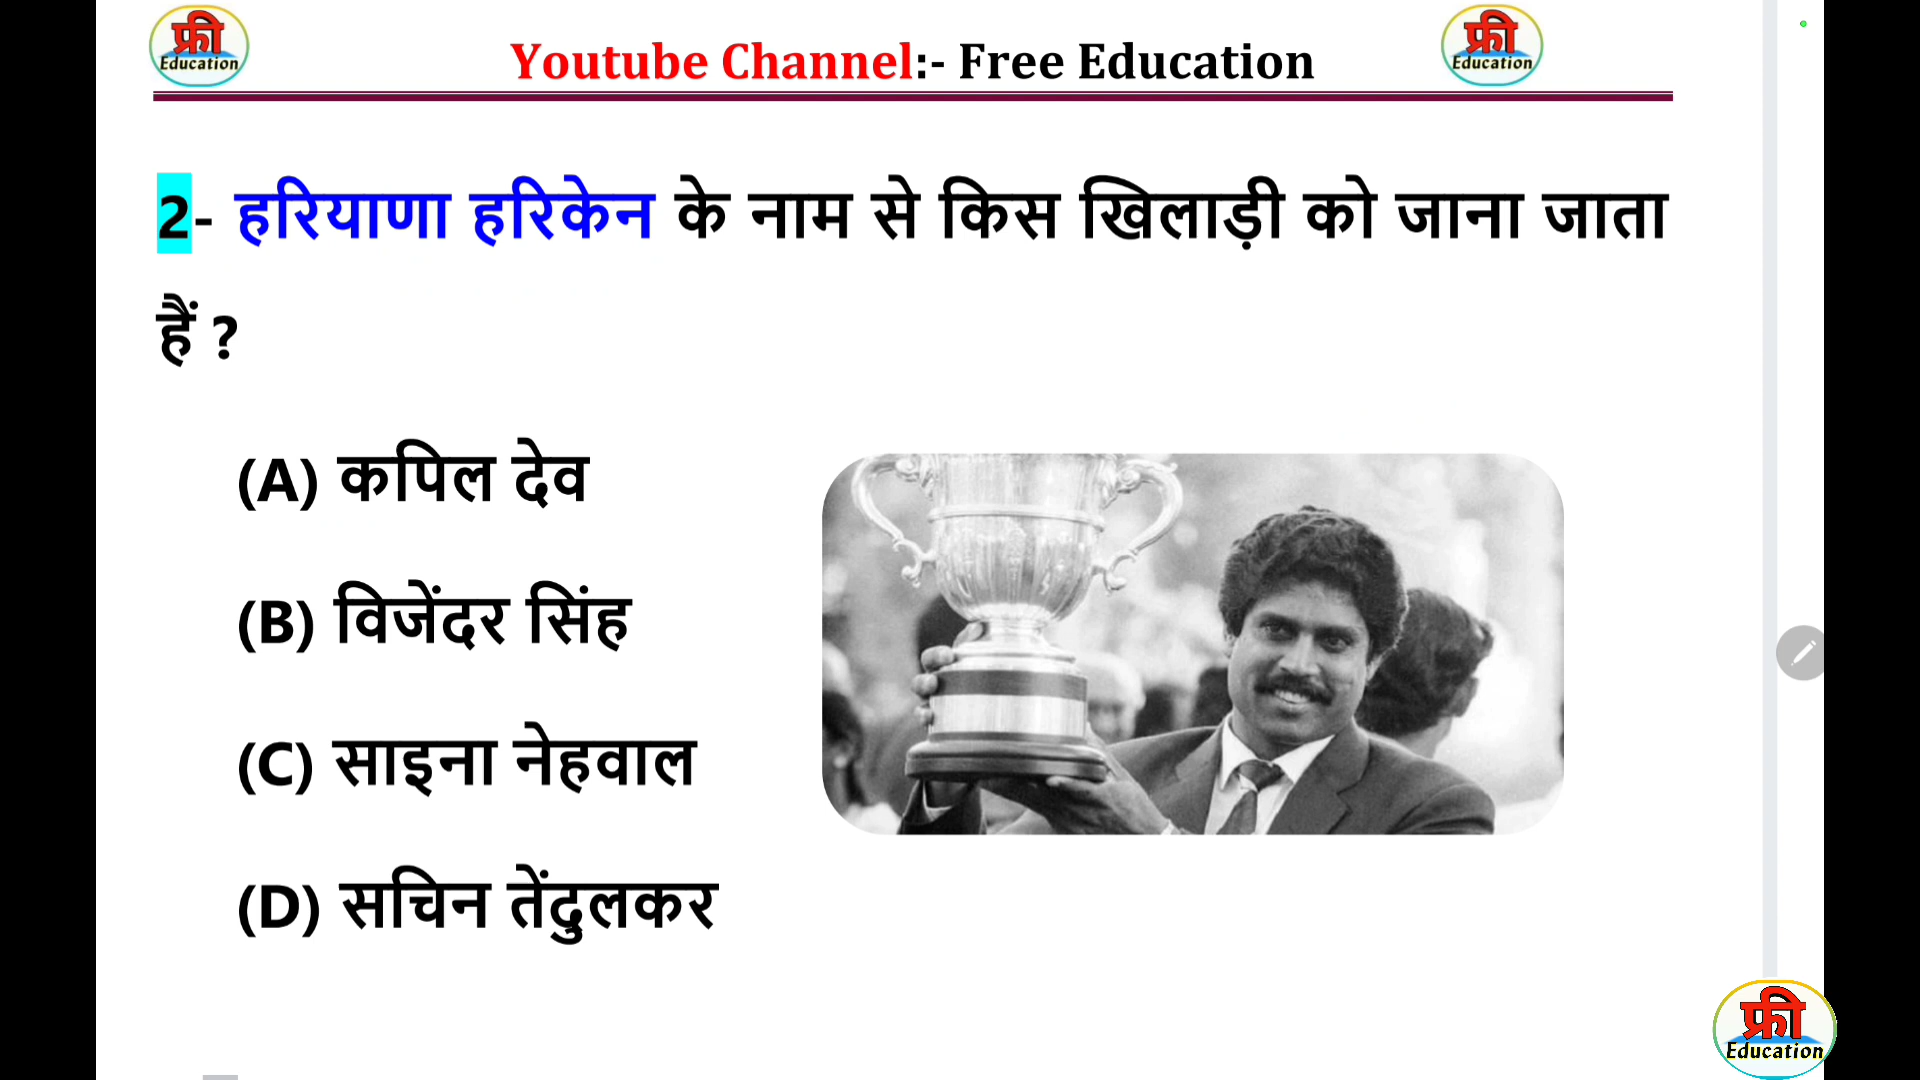 फ्री
Education
Youtube Channel:- Free Education
फ्री
Education
2- हरियाणा हरिकेन के नाम से किस खिलाड़ी को जाना जाता
हैं ?
(A) कपिल देव
(B) विजेंदर सिंह
(C) साइना नेहवाल
(D) सचिन तेंदुलकर
फ्री
Education